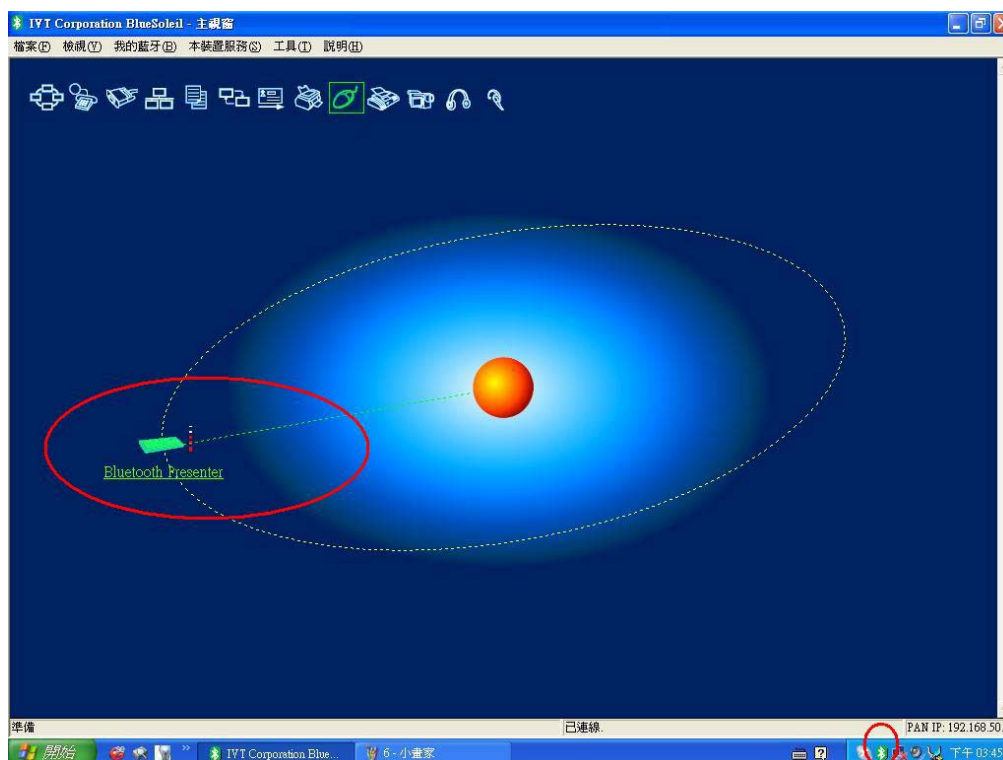 IVT Corporation BlueSoleil - 主視窗
檔案(F) 檢視(V) 我的藍牙(B) 本裝置服務(S) 工具(T) 說明(H)
Bluetooth Presenter
準備 已連線. PAN IP: 192.168.50.
開始 IVT Corporation Blue... 6 - 小畫家 下午 03:45